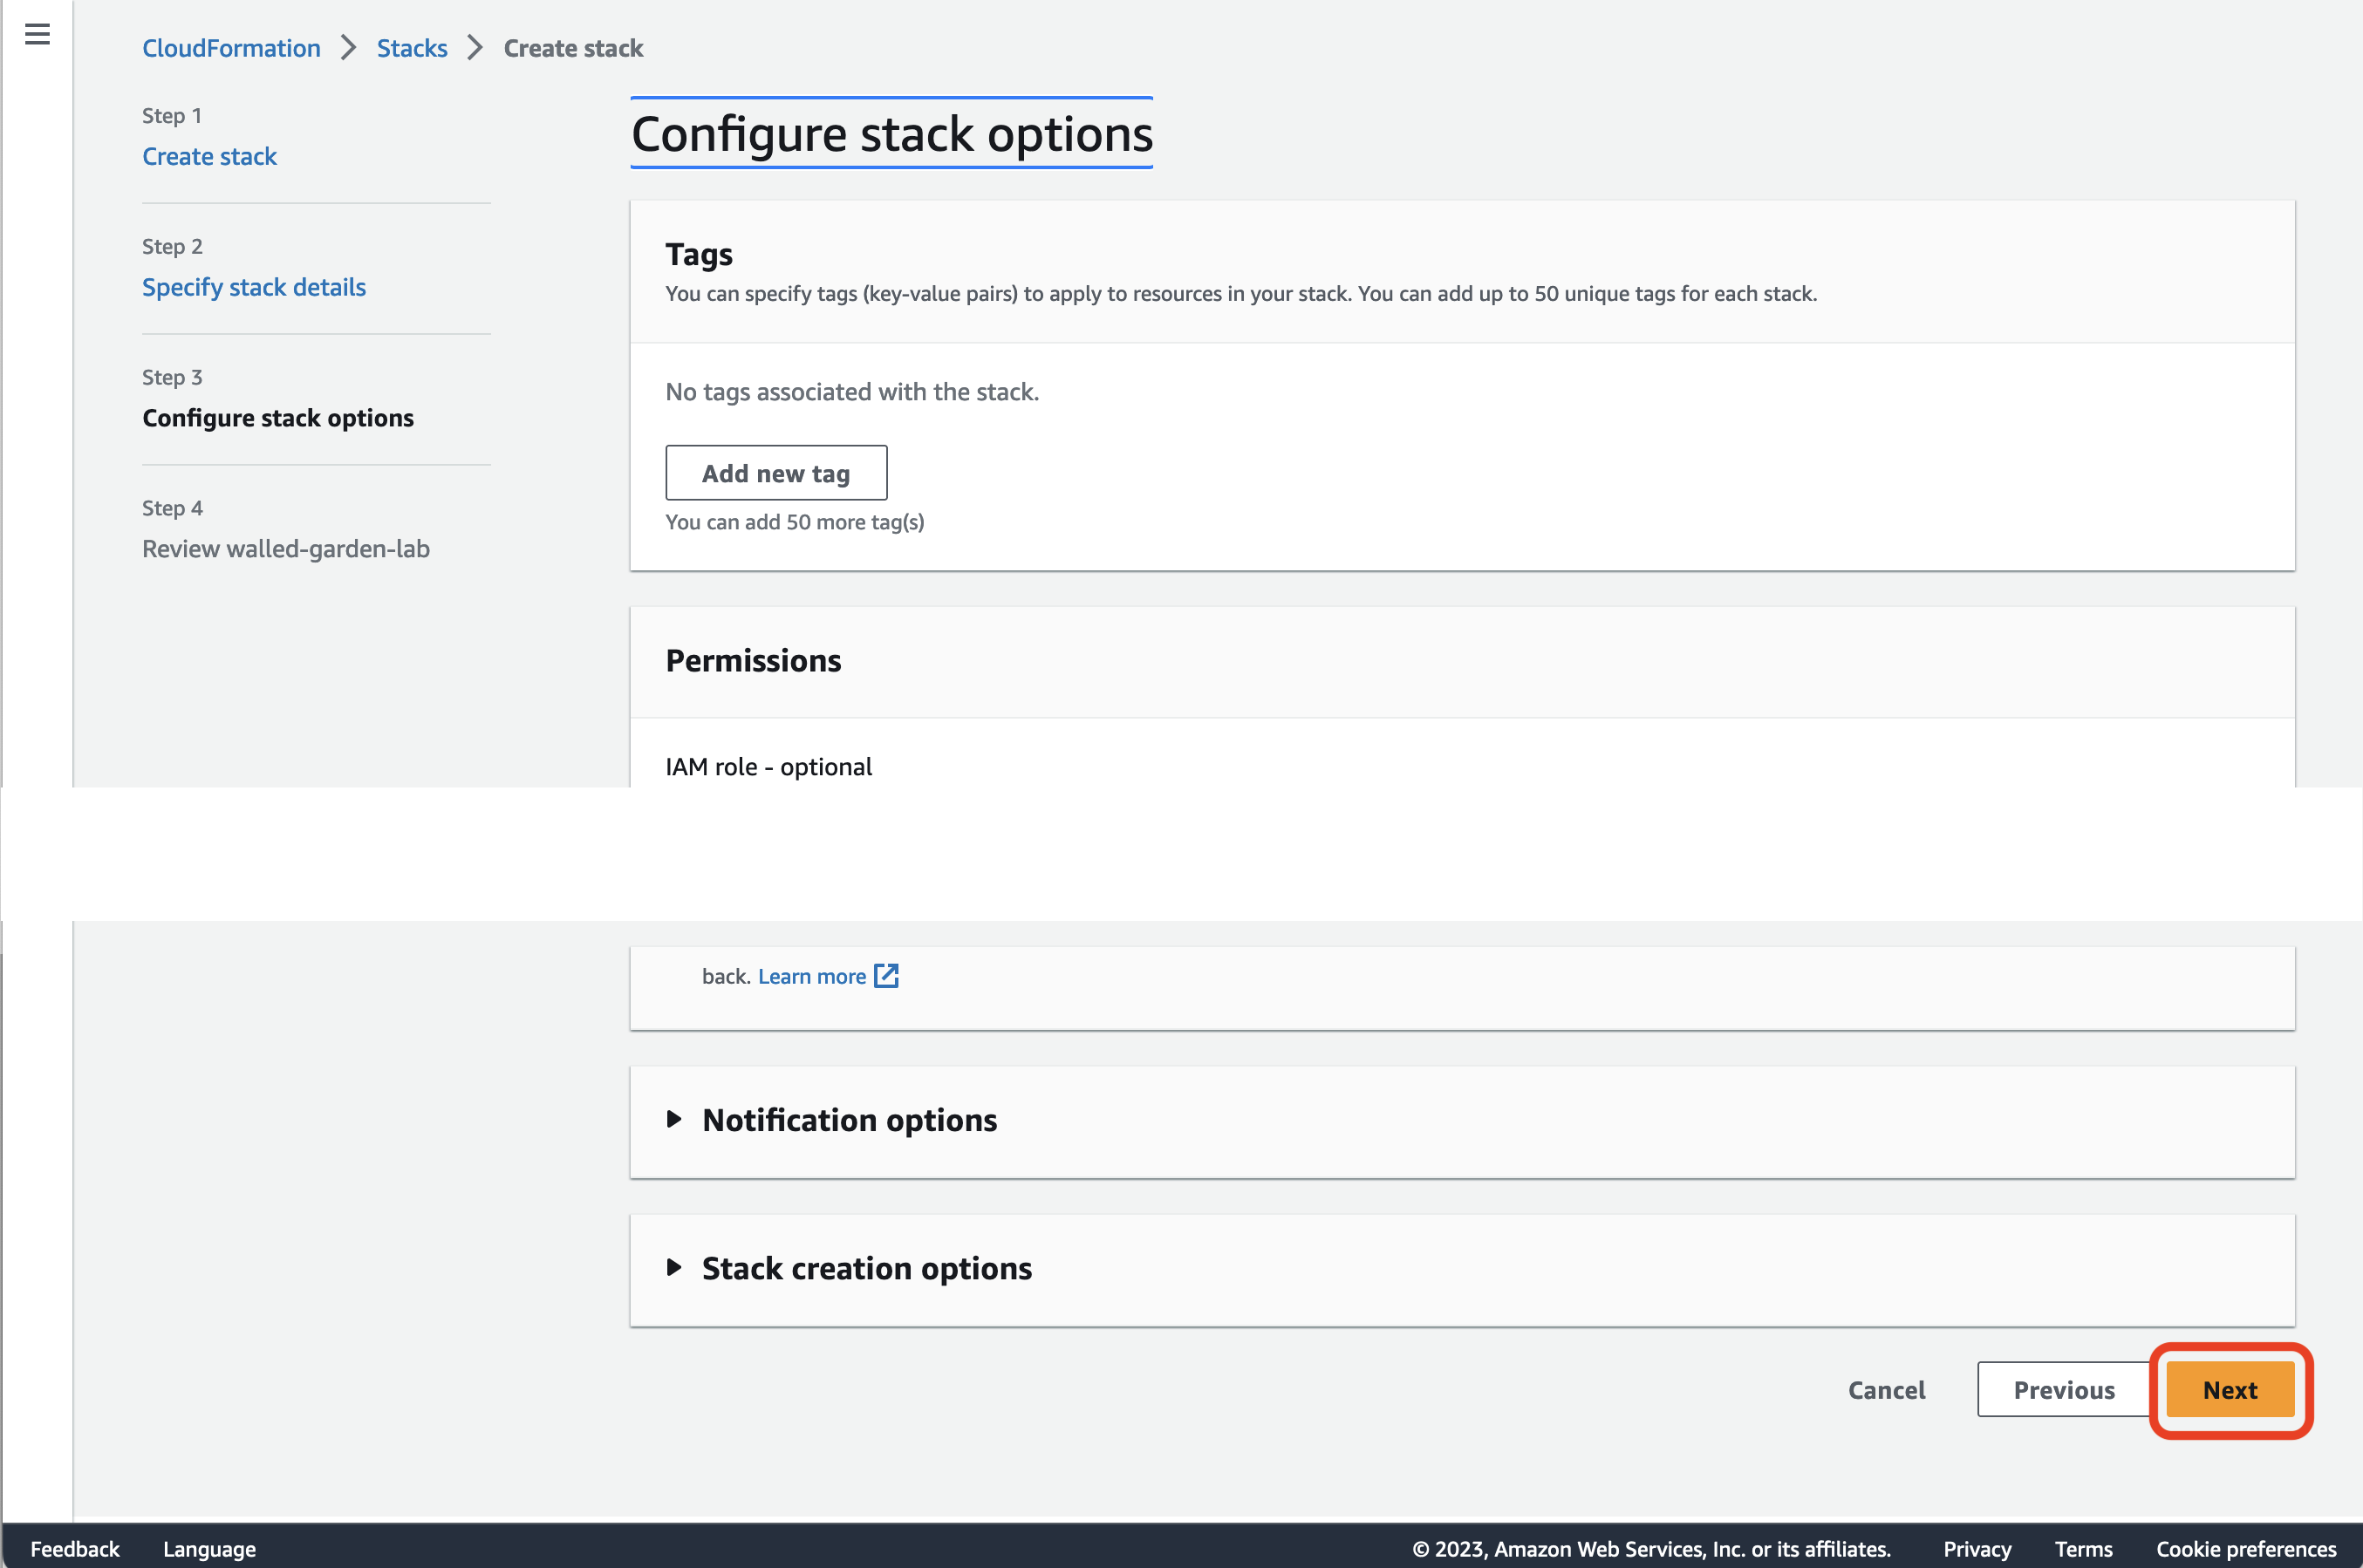 CloudFormation > Stacks > Create stack
Step 1
Create stack
Step 2
Specify stack details
Step 3
Configure stack options
Step 4
Review walled-garden-lab
Configure stack options
Tags
You can specify tags (key-value pairs) to apply to resources in your stack. You can add up to 50 unique tags for each stack.
No tags associated with the stack.
Add new tag
You can add 50 more tag(s)
Permissions
IAM role - optional
back. Learn more
Notification options
Stack creation options
Cancel Previous Next
Feedback Language © 2023, Amazon Web Services, Inc. or its affiliates. Privacy Terms Cookie preferences